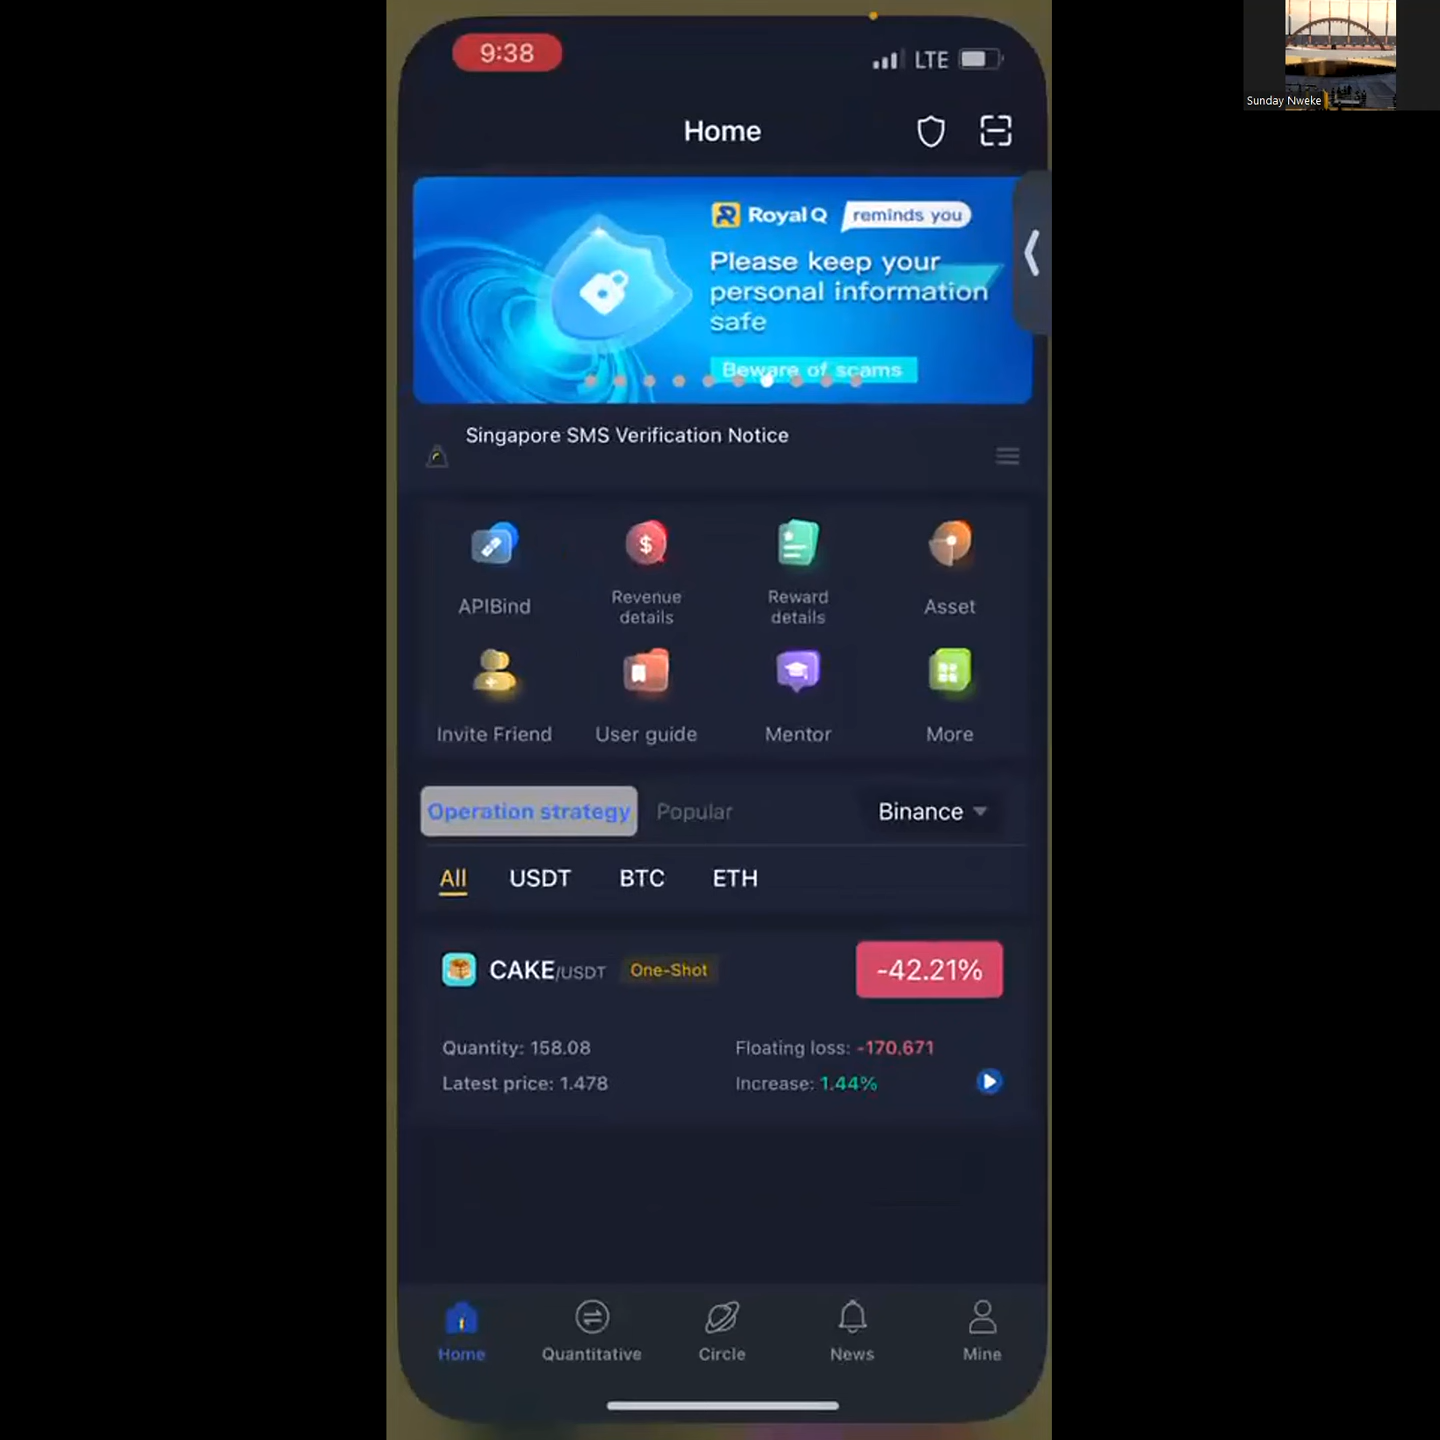 9:38
LTE
Home
Royal Q reminds you
Please keep your
personal information
safe
Beware of scams
Singapore SMS Verification Notice
APIBind
Revenue
details
Reward
details
Asset
Invite Friend
User guide
Mentor
More
Operation strategy
Popular
Binance
All
USDT
BTC
ETH
CAKE/USDT One-Shot
-42.21%
Quantity: 158.08
Floating loss: -170.671
Latest price: 1.478
Increase: 1.44%
Home
Quantitative
Circle
News
Mine
Sunday Nweke